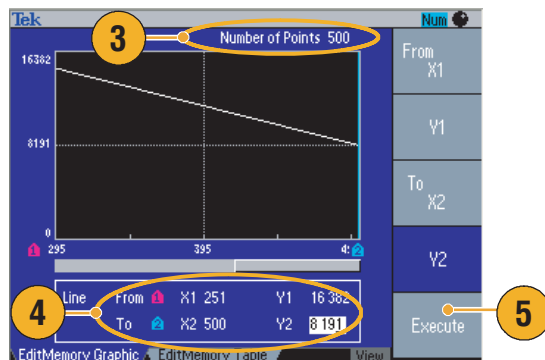 Tek
Num
3
Number of Points 500
16382
8191
0
1
295
395
2
From
X1
Y1
To
X2
Y2
Execute
4
Line From 1 X1 251 Y1 16 382
To 2 X2 500 Y2 8 191
5
EditMemory Graphic
EditMemory Table
View